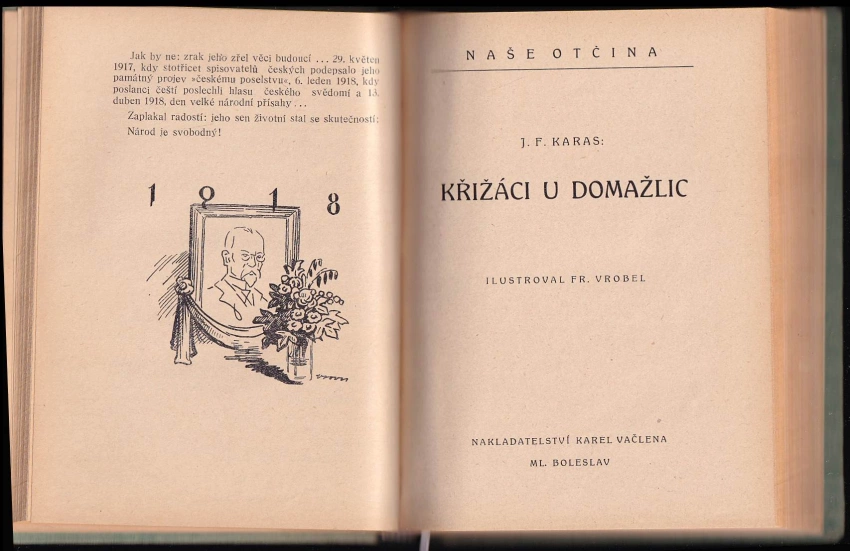 Jak by ne: zrak jeho zřel věci budoucí ... 29. květen
1917, kdy stotřicet spisovatelů českých podepsalo jeho
památný projev »českému poselstvu«, 6. leden 1918, kdy
poslanci čeští poslechli hlasu českého svědomí a 13.
duben 1918, den velké národní přísahy ...
Zaplakal radostí: jeho sen životní stal se skutečností:
Národ je svobodný!
1918
NAŠE OTČINA
J. F. KARAS:
KŘIŽÁCI U DOMAŽLIC
ILUSTROVAL FR. VROBEL
NAKLADATELSTVÍ KAREL VAČLENA
ML. BOLESLAV